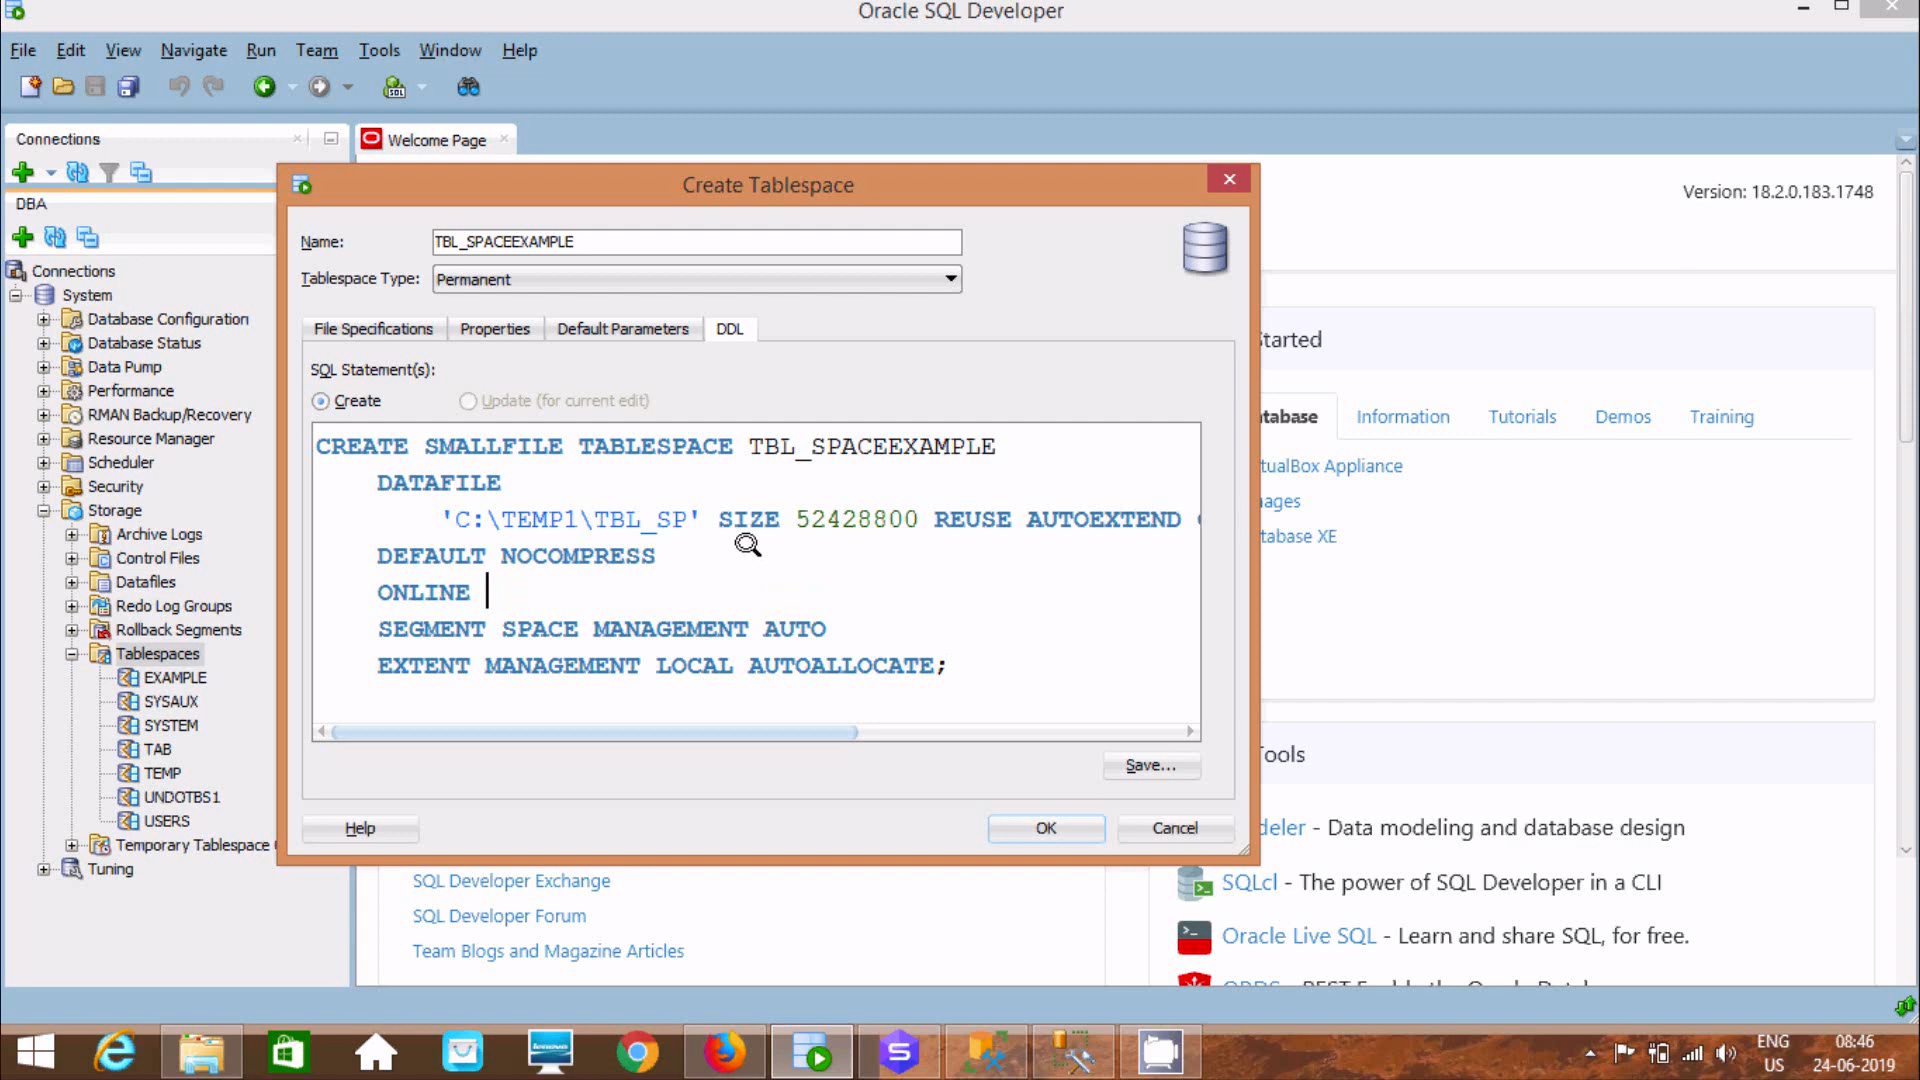 Oracle SQL Developer
File Edit View Navigate Run Team Tools Window Help
Connections
Welcome Page
DBA
Connections
System
Database Configuration
Database Status
Data Pump
Performance
RMAN Backup/Recovery
Resource Manager
Scheduler
Security
Storage
Archive Logs
Control Files
Datafiles
Redo Log Groups
Rollback Segments
Tablespaces
EXAMPLE
SYSAUX
SYSTEM
TAB
TEMP
UNDOTBS1
USERS
Temporary Tablespace
Tuning
Create Tablespace
Name: TBL_SPACEEXAMPLE
Tablespace Type: Permanent
File Specifications Properties Default Parameters DDL
SQL Statement(s):
Create Update (for current edit)
CREATE SMALLFILE TABLESPACE TBL_SPACEEXAMPLE
DATAFILE
'C:\TEMP1\TBL_SP' SIZE 52428800 REUSE AUTOEXTEND
DEFAULT NOCOMPRESS
ONLINE
SEGMENT SPACE MANAGEMENT AUTO
EXTENT MANAGEMENT LOCAL AUTOALLOCATE;
Save...
Help OK Cancel
Version: 18.2.0.183.1748
Started
tabase Information Tutorials Demos Training
tualBox Appliance
ages
tabase XE
Tools
deler - Data modeling and database design
SQLcl - The power of SQL Developer in a CLI
Oracle Live SQL - Learn and share SQL, for free.
SQL Developer Exchange
SQL Developer Forum
Team Blogs and Magazine Articles
ENG
US
08:46
24-06-2019